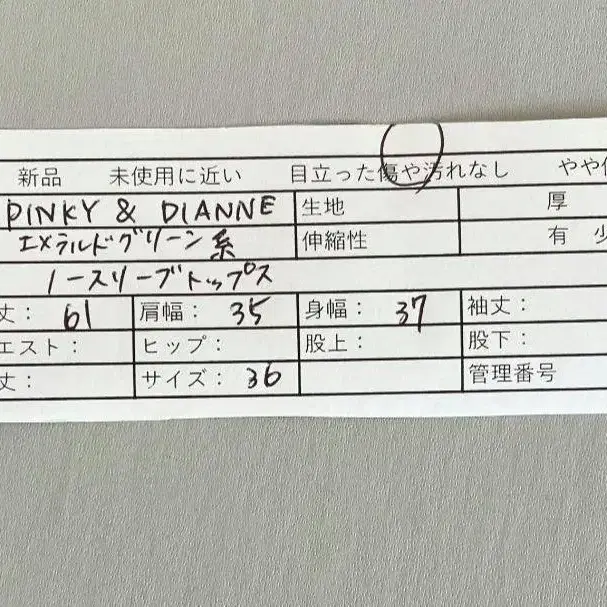 新品 未使用に近い 目立った傷や汚れなし やや
PINKY & DIANNE 生地 厚
エメラルドグリーン系 伸縮性 有 少
ノースリーブトップス
丈: 61 肩幅: 35 身幅: 37 袖丈:
エスト: ヒップ: 股上: 股下:
丈: サイズ: 36 管理番号